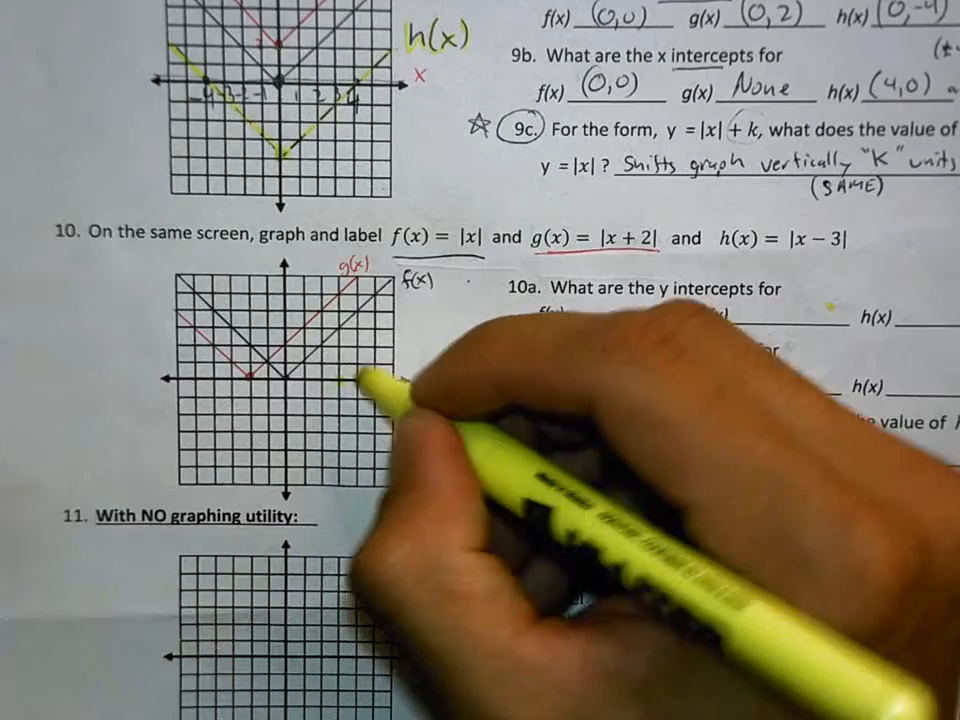 f(x) (0,0) g(x) (0,2) h(x) (0,-4)
h(x)
9b. What are the x intercepts for
x
f(x) (0,0) g(x) None h(x) (4,0)
-4 -3 -2 -1 1 2 3 4
9c. For the form, y = |x| + k, what does the value of
y = |x| ? Shifts graph vertically "K" units
(SAME)
10. On the same screen, graph and label f(x) = |x| and g(x) = |x + 2| and h(x) = |x − 3|
g(x)
f(x)
10a. What are the y intercepts for
h(x)
h(x)
value of
11. With NO graphing utility: